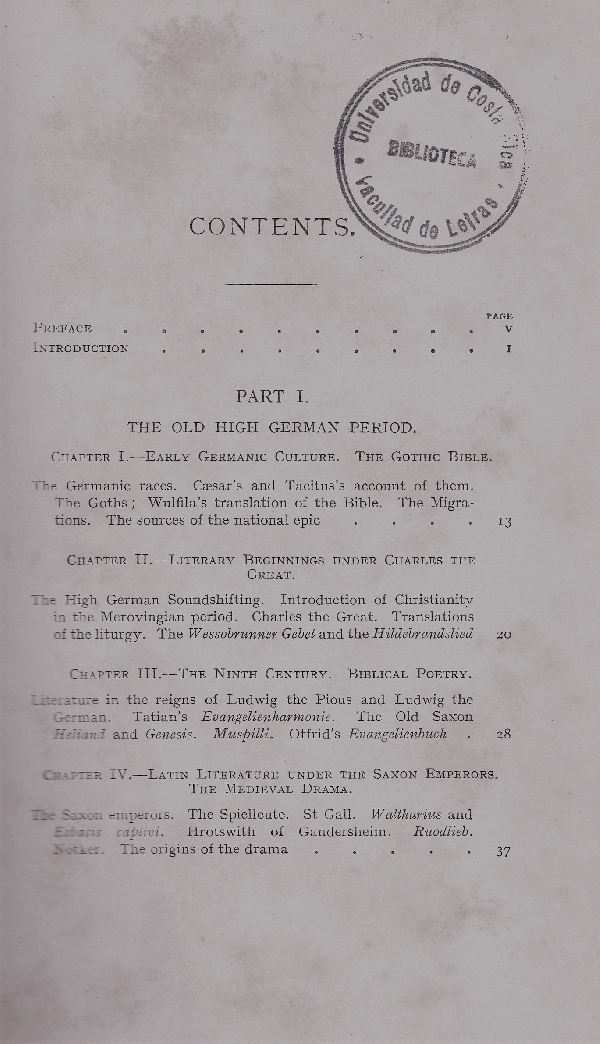 Universidad de Costa Rica
BIBLIOTECA
Facultad de Letras
CONTENTS.
PAGE
PREFACE . . . . . . . . . . V
INTRODUCTION . . . . . . . . . 1
PART I.
THE OLD HIGH GERMAN PERIOD.
CHAPTER I.—EARLY GERMANIC CULTURE. THE GOTHIC BIBLE.
The Germanic races. Cæsar's and Tacitus's account of them.
The Goths; Wulfila's translation of the Bible. The Migra-
tions. The sources of the national epic . . . . 13
CHAPTER II.—LITERARY BEGINNINGS UNDER CHARLES THE
GREAT.
The High German Soundshifting. Introduction of Christianity
in the Merovingian period. Charles the Great. Translations
of the liturgy. The Wessobrunner Gebet and the Hildebrandslied 20
CHAPTER III.—THE NINTH CENTURY. BIBLICAL POETRY.
Literature in the reigns of Ludwig the Pious and Ludwig the
German. Tatian's Evangelienharmonie. The Old Saxon
Heliand and Genesis. Muspilli. Otfrid's Evangelienbuch . 28
CHAPTER IV.—LATIN LITERATURE UNDER THE SAXON EMPERORS.
THE MEDIEVAL DRAMA.
The Saxon emperors. The Spielleute. St Gall. Waltharius and
Ecbasis captivi. Hrotswith of Gandersheim. Ruodlieb.
Notker. The origins of the drama . . . . . 37